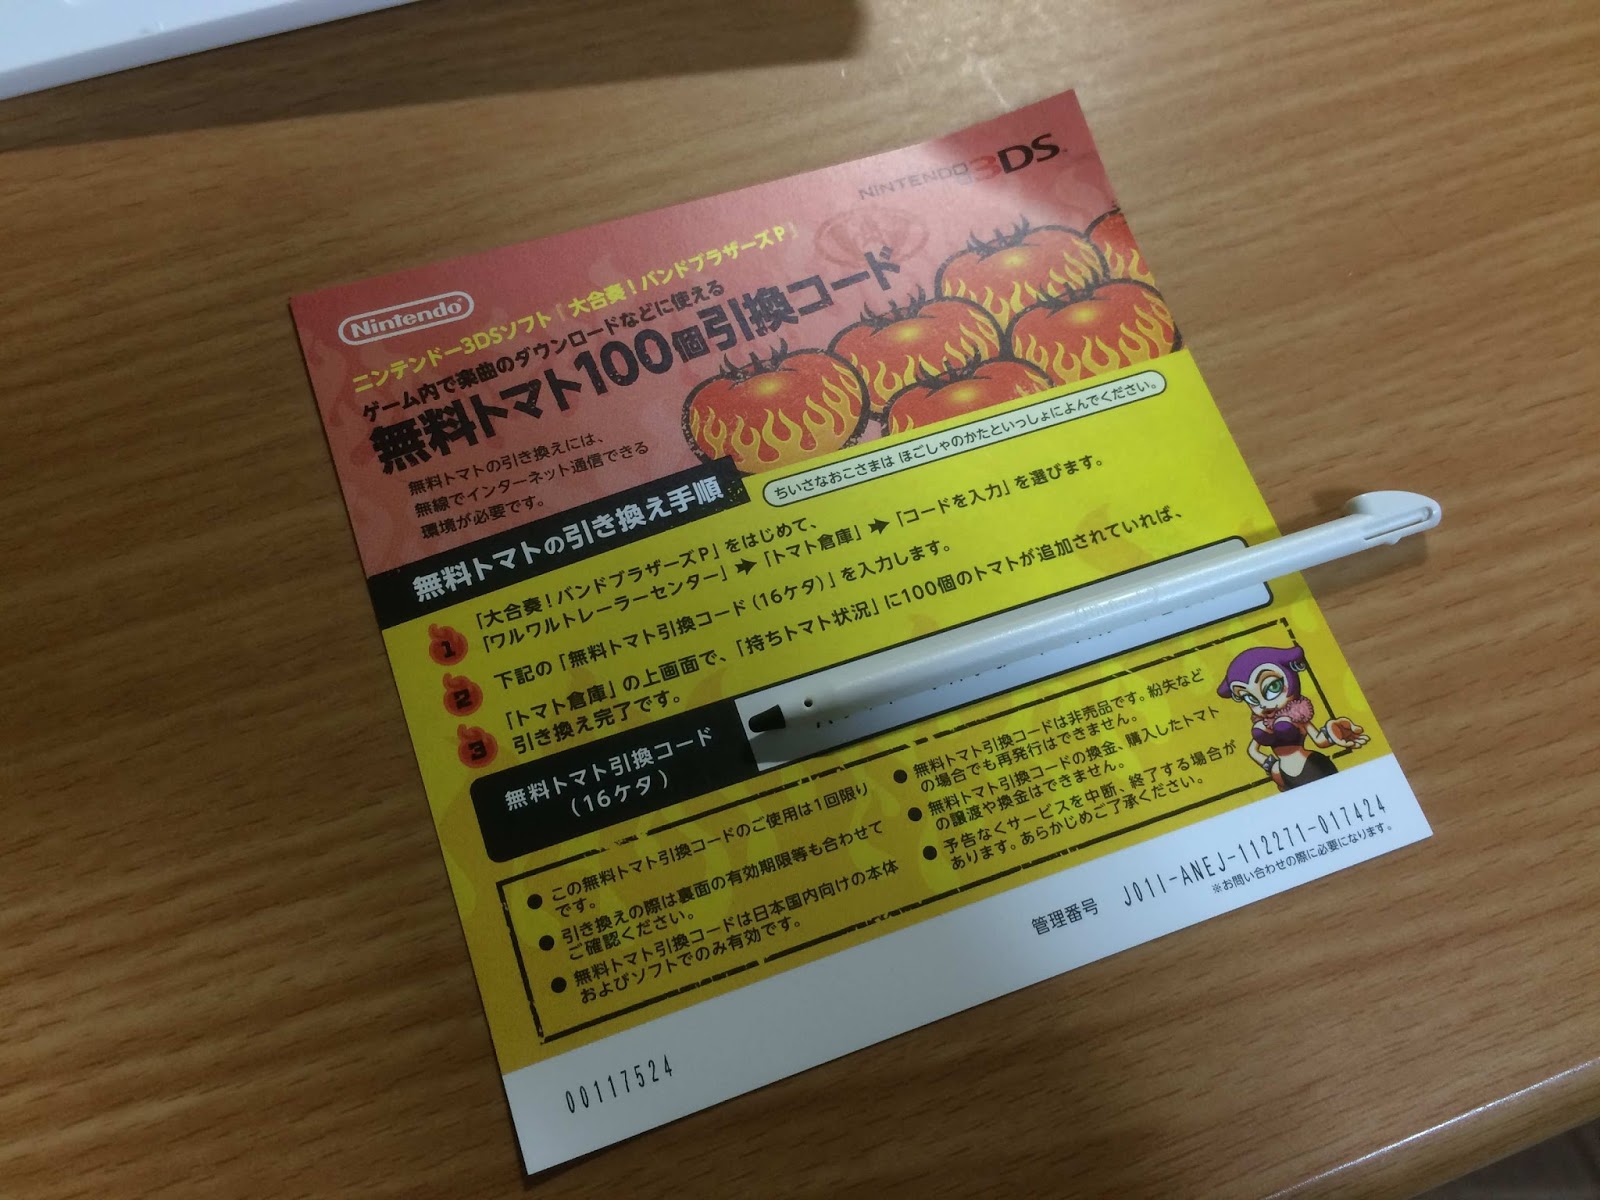 Nintendo
NINTENDO 3DS
ニンテンドー3DSソフト「大合奏!バンドブラザーズP」
ゲーム内で楽曲のダウンロードなどに使える
無料トマト100個引換コード
無料トマトの引き換えには、
無線でインターネット通信できる
環境が必要です。
ちいさなおこさまは ほごしゃのかたといっしょによんでください。
無料トマトの引き換え手順
1 「大合奏!バンドブラザーズP」をはじめて、
「ワルワルトレーラーセンター」→「トマト倉庫」→「コードを入力」を選びます。
2 下記の「無料トマト引換コード(16ケタ)」を入力します。
3 「トマト倉庫」の上画面で、「持ちトマト状況」に100個のトマトが追加されていれば、
引き換え完了です。
無料トマト引換コード
(16ケタ)
● この無料トマト引換コードのご使用は1回限り
です。
● 引き換えの際は裏面の有効期限等も合わせて
ご確認ください。
● 無料トマト引換コードは日本国内向けの本体
およびソフトでのみ有効です。
● 無料トマト引換コードは非売品です。紛失など
の場合でも再発行はできません。
● 無料トマト引換コードの換金、購入したトマト
の譲渡や換金はできません。
● 予告なくサービスを中断、終了する場合が
あります。あらかじめご了承ください。
管理番号 J01I-ANEJ-112271-017424
※お問い合わせの際に必要になります。
00117524